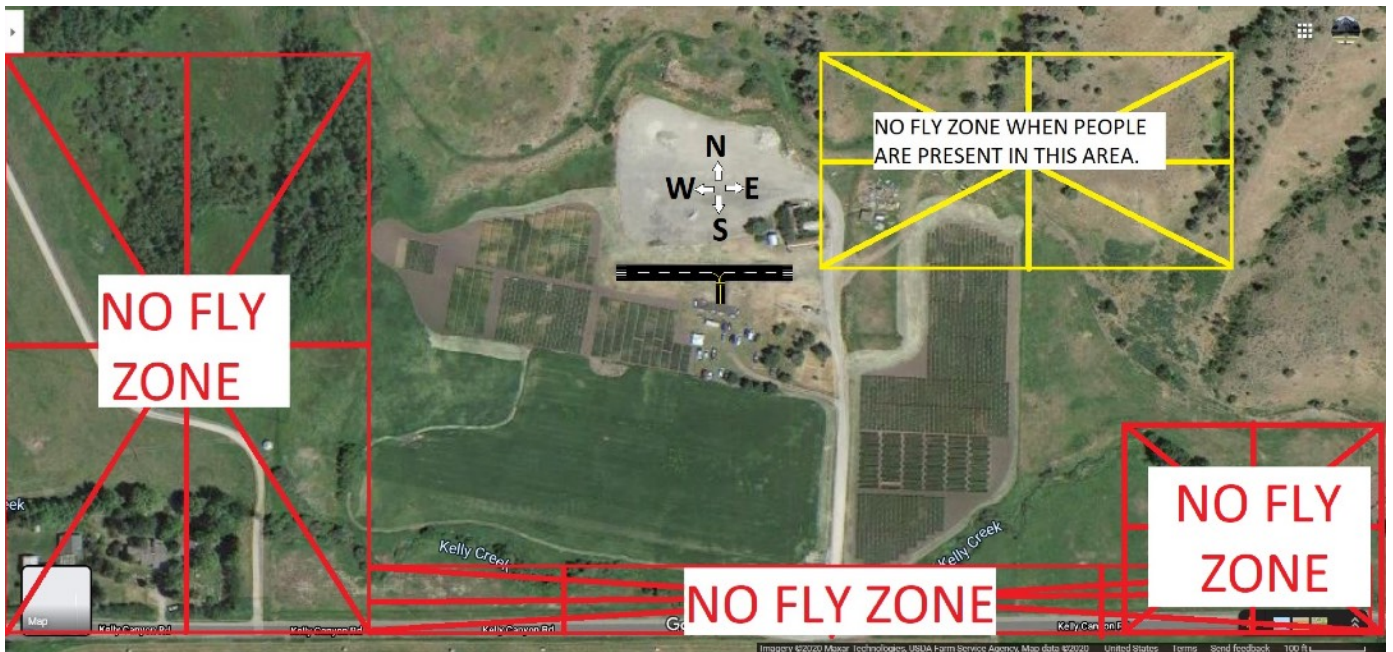 NO FLY ZONE WHEN PEOPLE
ARE PRESENT IN THIS AREA.
N
W E
S
NO FLY
ZONE
NO FLY
ZONE
Kelly Creek
Kelly Creek
eek
NO FLY ZONE
Map
Kelly Canyon Rd
Kelly Canyon Rd
Kelly Canyon Rd
Go
Kelly Canyon R
Imagery ©2020 Maxar Technologies, USDA Farm Service Agency, Map data ©2020 United States Terms Send feedback 100 ft